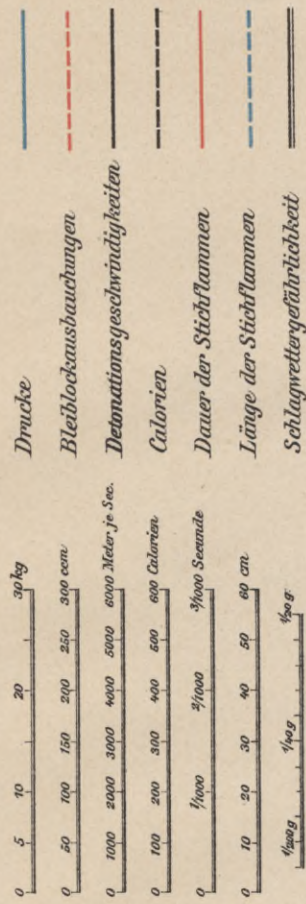 0 5 10 20 30 kg Drucke
0 50 100 150 200 250 300 ccm Bleiblockausbauchungen
0 1000 2000 3000 4000 5000 6000 Meter je Sec. Detonationsgeschwindigkeiten
0 100 200 300 400 500 600 Calorien Calorien
0 1/1000 2/1000 3/1000 Secunde Dauer der Stichflammen
0 10 20 30 40 50 60 cm Länge der Stichflammen
1/200 g 1/40 g 1/20 g Schlagwettergefährlichkeit